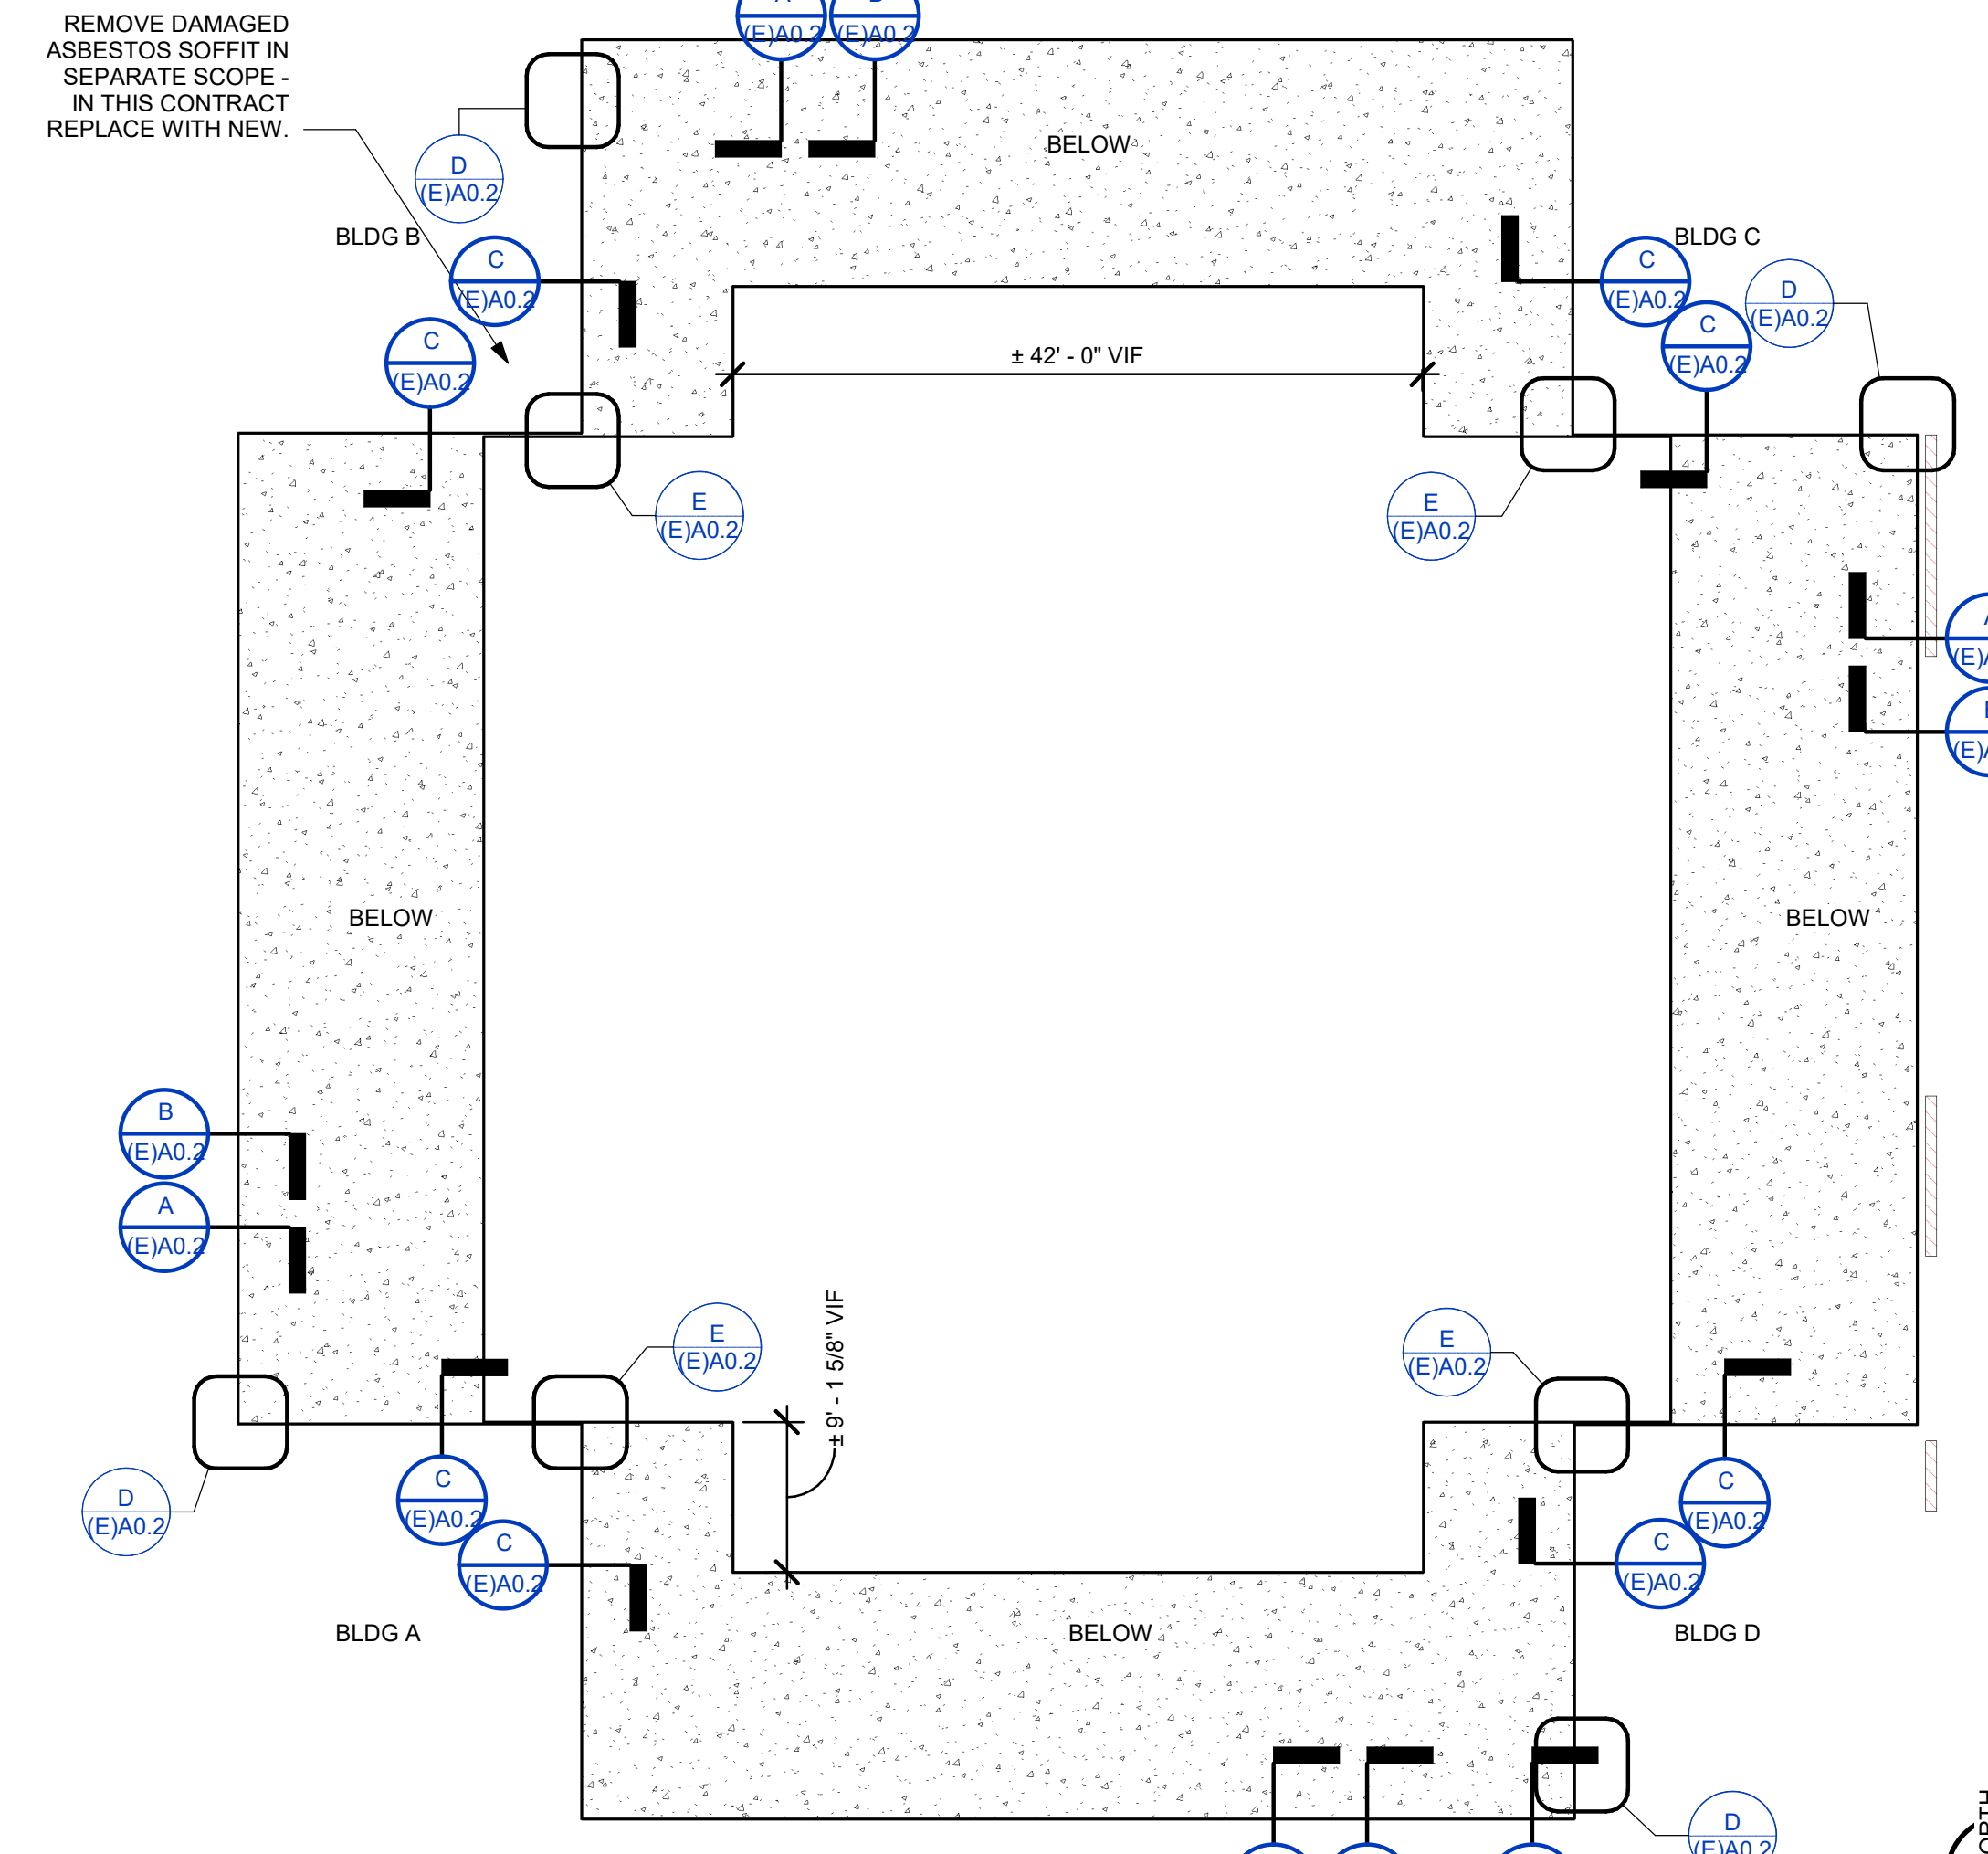 REMOVE DAMAGED
ASBESTOS SOFFIT IN
SEPARATE SCOPE -
IN THIS CONTRACT
REPLACE WITH NEW.
(E)A0.2
(E)A0.2
BELOW
D
(E)A0.2
BLDG B
BLDG C
C
(E)A0.2
C
(E)A0.2
D
(E)A0.2
C
(E)A0.2
C
(E)A0.2
± 42' - 0" VIF
E
(E)A0.2
E
(E)A0.2
BELOW
BELOW
B
(E)A0.2
A
(E)A0.2
± 9' - 1 5/8" VIF
E
(E)A0.2
E
(E)A0.2
D
(E)A0.2
C
(E)A0.2
C
(E)A0.2
C
(E)A0.2
C
(E)A0.2
BLDG A
BELOW
BLDG D
D
(E)A0.2